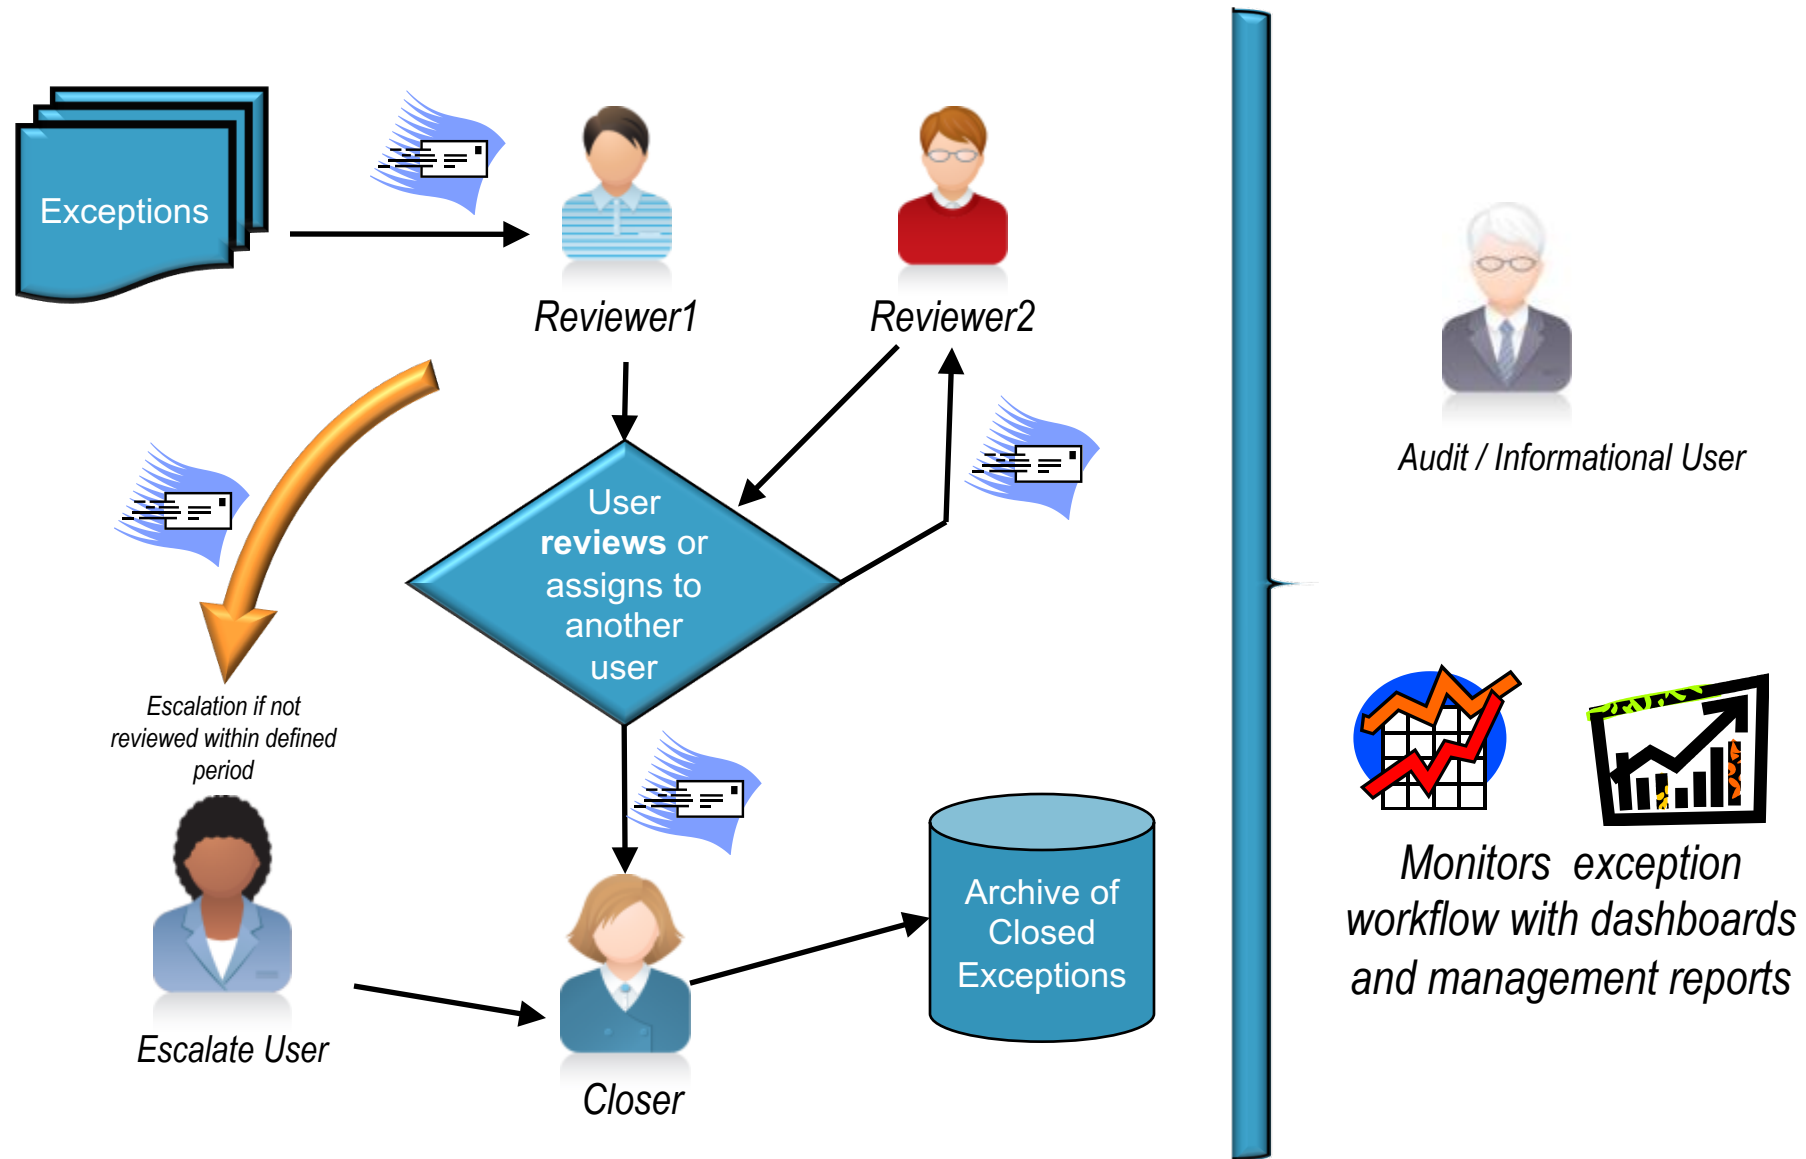 Exceptions
Reviewer1
Reviewer2
User
reviews or
assigns to
another
user
Escalation if not
reviewed within defined
period
Escalate User
Closer
Archive of
Closed
Exceptions
Audit / Informational User
Monitors exception
workflow with dashboards
and management reports